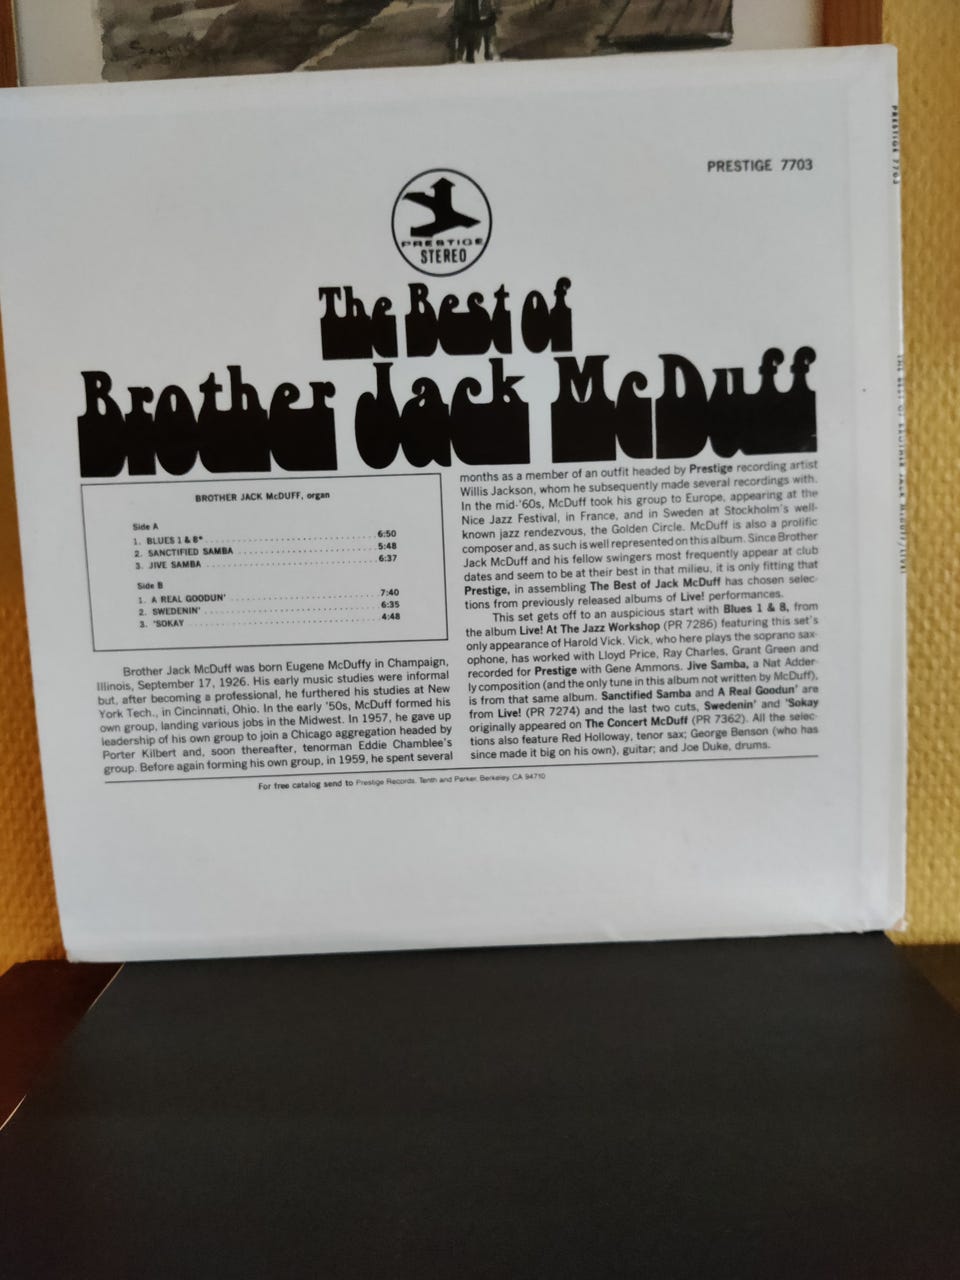 PRESTIGE 7703
PRESTIGE
STEREO
The Best of
Brother Jack McDuff
BROTHER JACK McDUFF, organ
Side A
1. BLUES 1 & 8* 6:50
2. SANCTIFIED SAMBA 5:48
3. JIVE SAMBA 6:37
Side B
1. A REAL GOODUN' 7:40
2. SWEDENIN' 6:35
3. 'SOKAY 4:48
Brother Jack McDuff was born Eugene McDuffy in Champaign,
Illinois, September 17, 1926. His early music studies were informal
but, after becoming a professional, he furthered his studies at New
York Tech., in Cincinnati, Ohio. In the early '50s, McDuff formed his
own group, landing various jobs in the Midwest. In 1957, he gave up
leadership of his own group to join a Chicago aggregation headed by
Porter Kilbert and, soon thereafter, tenorman Eddie Chamblee's
group. Before again forming his own group, in 1959, he spent several
months as a member of an outfit headed by Prestige recording artist
Willis Jackson, whom he subsequently made several recordings with.
In the mid-'60s, McDuff took his group to Europe, appearing at the
Nice Jazz Festival, in France, and in Sweden at Stockholm's well-
known jazz rendezvous, the Golden Circle. McDuff is also a prolific
composer and, as such is well represented on this album. Since Brother
Jack McDuff and his fellow swingers most frequently appear at club
dates and seem to be at their best in that milieu, it is only fitting that
Prestige, in assembling The Best of Jack McDuff has chosen selec-
tions from previously released albums of Live! performances.
This set gets off to an auspicious start with Blues 1 & 8, from
the album Live! At The Jazz Workshop (PR 7286) featuring this set's
only appearance of Harold Vick. Vick, who here plays the soprano sax-
ophone, has worked with Lloyd Price, Ray Charles, Grant Green and
recorded for Prestige with Gene Ammons. Jive Samba, a Nat Adder-
ly composition (and the only tune in this album not written by McDuff),
is from that same album. Sanctified Samba and A Real Goodun' are
from Live! (PR 7274) and the last two cuts, Swedenin' and 'Sokay
originally appeared on The Concert McDuff (PR 7362). All the selec-
tions also feature Red Holloway, tenor sax; George Benson (who has
since made it big on his own), guitar; and Joe Duke, drums.
For free catalog send to Prestige Records, Tenth and Parker, Berkeley, CA 94710
PRESTIGE 7703
THE BEST OF BROTHER JACK McDUFF/LIVE!